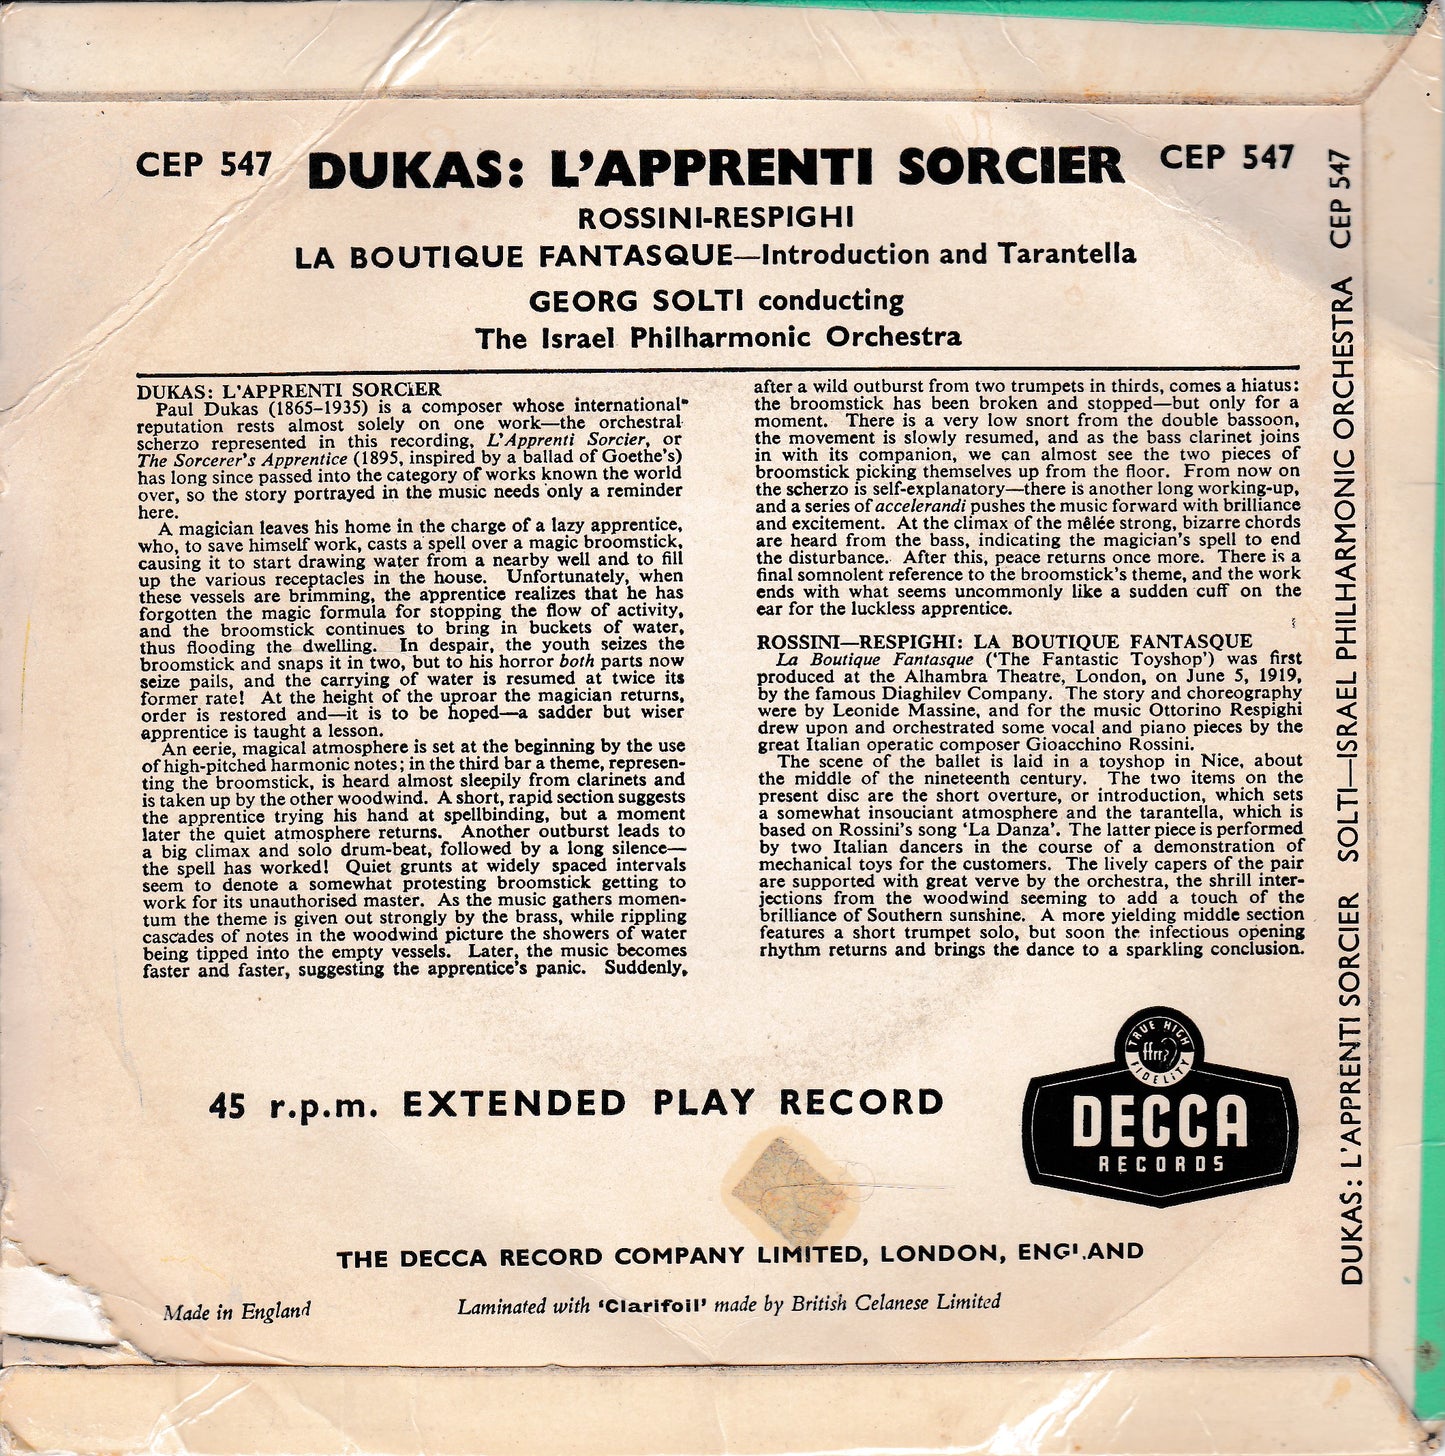 CEP 547 DUKAS: L'APPRENTI SORCIER CEP 547
ROSSINI-RESPIGHI
LA BOUTIQUE FANTASQUE—Introduction and Tarantella
GEORG SOLTI conducting
The Israel Philharmonic Orchestra
DUKAS: L'APPRENTI SORCIER
Paul Dukas (1865–1935) is a composer whose international
reputation rests almost solely on one work—the orchestral
scherzo represented in this recording, L'Apprenti Sorcier, or
The Sorcerer's Apprentice (1895, inspired by a ballad of Goethe's)
has long since passed into the category of works known the world
over, so the story portrayed in the music needs only a reminder
here.
A magician leaves his home in the charge of a lazy apprentice,
who, to save himself work, casts a spell over a magic broomstick,
causing it to start drawing water from a nearby well and to fill
up the various receptacles in the house. Unfortunately, when
these vessels are brimming, the apprentice realizes that he has
forgotten the magic formula for stopping the flow of activity,
and the broomstick continues to bring in buckets of water,
thus flooding the dwelling. In despair, the youth seizes the
broomstick and snaps it in two, but to his horror both parts now
seize pails, and the carrying of water is resumed at twice its
former rate! At the height of the uproar the magician returns,
order is restored and—it is to be hoped—a sadder but wiser
apprentice is taught a lesson.
An eerie, magical atmosphere is set at the beginning by the use
of high-pitched harmonic notes; in the third bar a theme, represen-
ting the broomstick, is heard almost sleepily from clarinets and
is taken up by the other woodwind. A short, rapid section suggests
the apprentice trying his hand at spellbinding, but a moment
later the quiet atmosphere returns. Another outburst leads to
a big climax and solo drum-beat, followed by a long silence—
the spell has worked! Quiet grunts at widely spaced intervals
seem to denote a somewhat protesting broomstick getting to
work for its unauthorised master. As the music gathers momen-
tum the theme is given out strongly by the brass, while rippling
cascades of notes in the woodwind picture the showers of water
being tipped into the empty vessels. Later, the music becomes
faster and faster, suggesting the apprentice's panic. Suddenly,
after a wild outburst from two trumpets in thirds, comes a hiatus:
the broomstick has been broken and stopped—but only for a
moment. There is a very low snort from the double bassoon,
the movement is slowly resumed, and as the bass clarinet joins
in with its companion, we can almost see the two pieces of
broomstick picking themselves up from the floor. From now on
the scherzo is self-explanatory—there is another long working-up,
and a series of accelerandi pushes the music forward with brilliance
and excitement. At the climax of the mêlée strong, bizarre chords
are heard from the bass, indicating the magician's spell to end
the disturbance. After this, peace returns once more. There is a
final somnolent reference to the broomstick's theme, and the work
ends with what seems uncommonly like a sudden cuff on the
ear for the luckless apprentice.
ROSSINI—RESPIGHI: LA BOUTIQUE FANTASQUE
La Boutique Fantasque ('The Fantastic Toyshop') was first
produced at the Alhambra Theatre, London, on June 5, 1919,
by the famous Diaghilev Company. The story and choreography
were by Leonide Massine, and for the music Ottorino Respighi
drew upon and orchestrated some vocal and piano pieces by the
great Italian operatic composer Gioacchino Rossini.
The scene of the ballet is laid in a toyshop in Nice, about
the middle of the nineteenth century. The two items on the
present disc are the short overture, or introduction, which sets
a somewhat insouciant atmosphere and the tarantella, which is
based on Rossini's song 'La Danza'. The latter piece is performed
by two Italian dancers in the course of a demonstration of
mechanical toys for the customers. The lively capers of the pair
are supported with great verve by the orchestra, the shrill inter-
jections from the woodwind seeming to add a touch of the
brilliance of Southern sunshine. A more yielding middle section
features a short trumpet solo, but soon the infectious opening
rhythm returns and brings the dance to a sparkling conclusion.
45 r.p.m. EXTENDED PLAY RECORD
TRUE HIGH
ffrr
FIDELITY
DECCA
RECORDS
THE DECCA RECORD COMPANY LIMITED, LONDON, ENGLAND
Made in England
Laminated with 'Clarifoil' made by British Celanese Limited
DUKAS: L'APPRENTI SORCIER SOLTI—ISRAEL PHILHARMONIC ORCHESTRA CEP 547